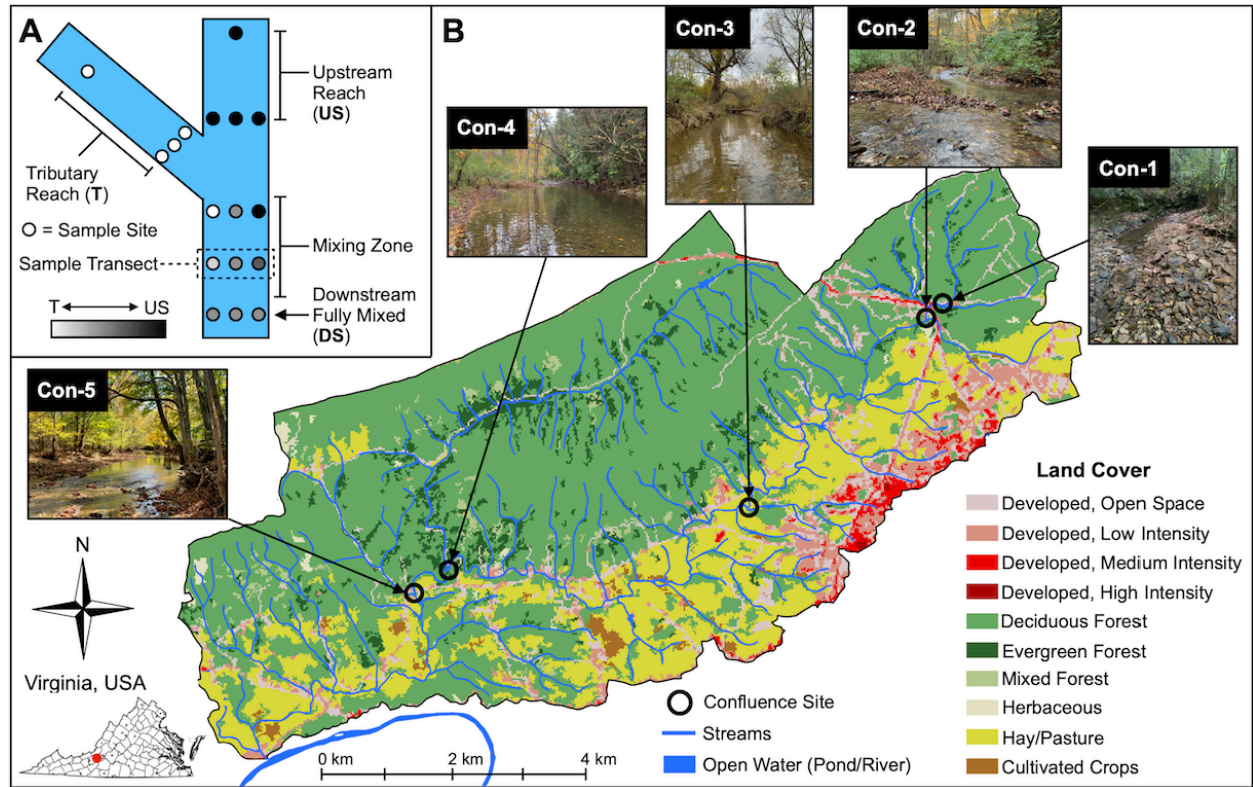 A
Upstream
Reach
(US)
Tributary
Reach (T)
= Sample Site
Mixing Zone
Sample Transect
T
US
Downstream
Fully Mixed
(DS)
B
Con-4
Con-3
Con-2
Con-1
Con-5
N
Virginia, USA
Land Cover
Developed, Open Space
Developed, Low Intensity
Developed, Medium Intensity
Developed, High Intensity
Deciduous Forest
Evergreen Forest
Mixed Forest
Herbaceous
Hay/Pasture
Cultivated Crops
Confluence Site
Streams
Open Water (Pond/River)
0 km
2 km
4 km